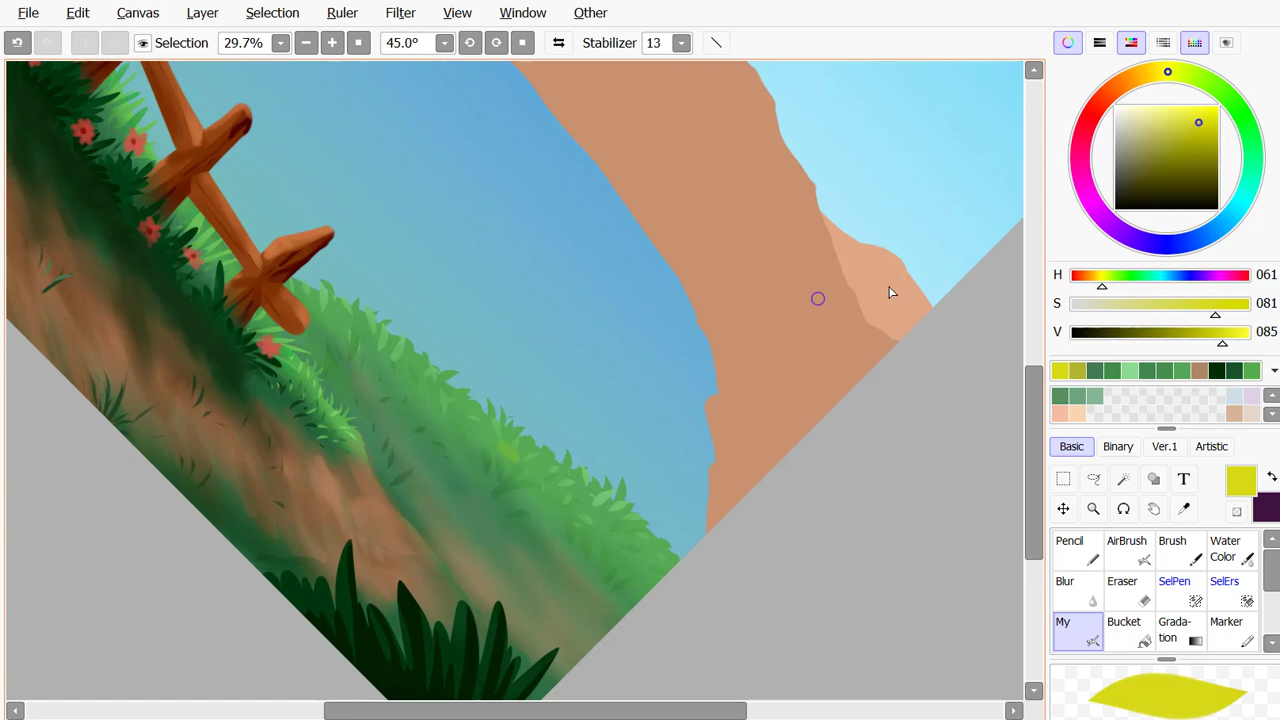 File Edit Canvas Layer Selection Ruler Filter View Window Other
Selection 29.7% 45.0° Stabilizer 13
H 061
S 081
V 085
Basic Binary Ver.1 Artistic
T
Pencil AirBrush Brush Water Color
Blur Eraser SelPen SelErs
My Bucket Grada-tion Marker